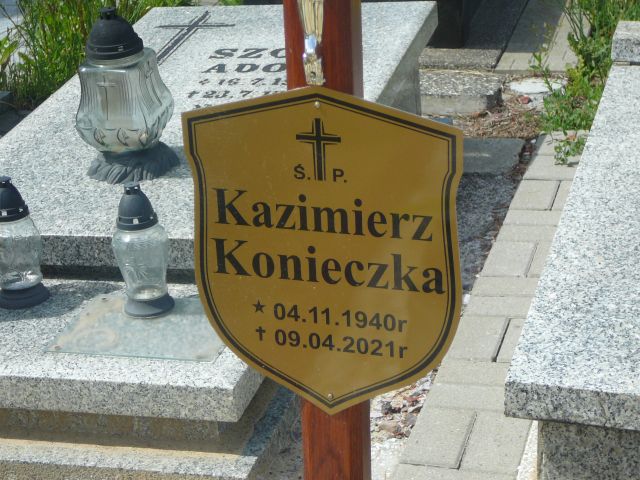 Ś. P.
Kazimierz
Konieczka
★ 04.11.1940r
✝ 09.04.2021r